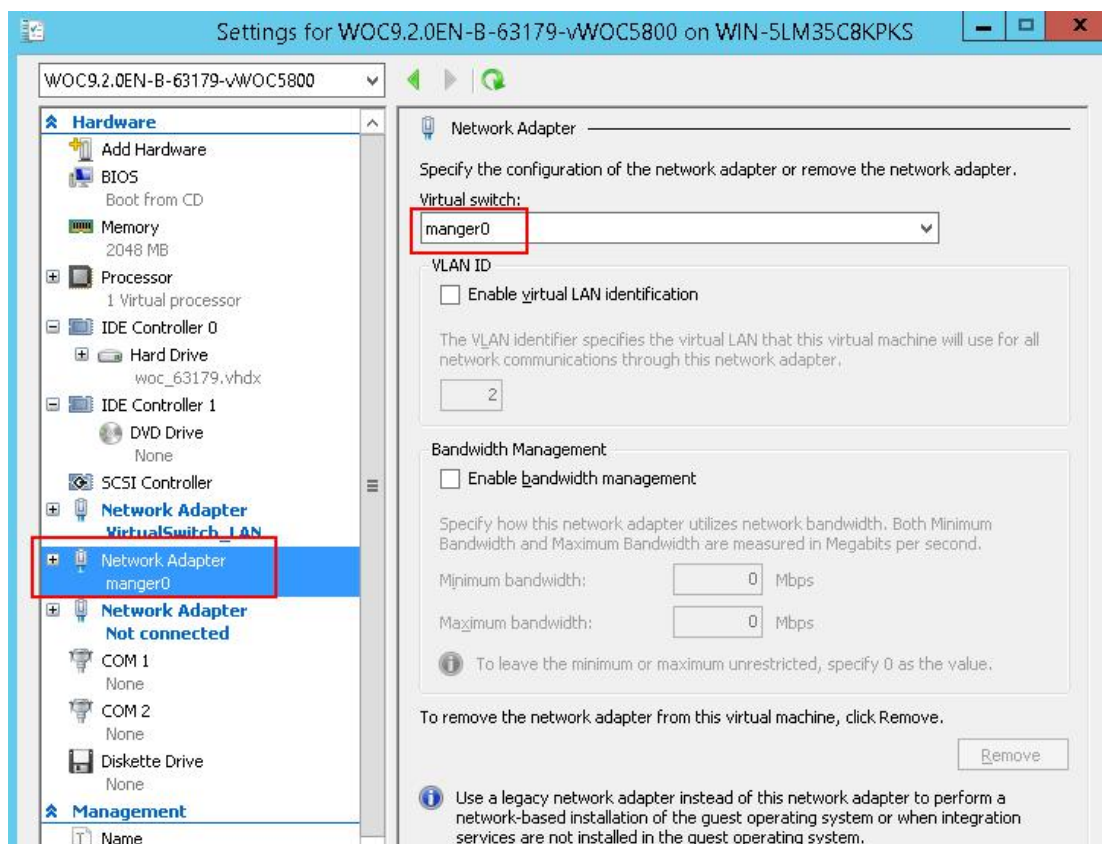 Settings for WOC9.2.0EN-B-63179-vWOC5800 on WIN-5LM35C8KPKS
WOC9.2.0EN-B-63179-vWOC5800
Hardware
Add Hardware
BIOS
Boot from CD
Memory
2048 MB
Processor
1 Virtual processor
IDE Controller 0
Hard Drive
woc_63179.vhdx
IDE Controller 1
DVD Drive
None
SCSI Controller
Network Adapter
VirtualSwitch_LAN
Network Adapter
manger0
Network Adapter
Not connected
COM 1
None
COM 2
None
Diskette Drive
None
Management
Name
Network Adapter
Specify the configuration of the network adapter or remove the network adapter.
Virtual switch:
manger0
VLAN ID
Enable virtual LAN identification
The VLAN identifier specifies the virtual LAN that this virtual machine will use for all
network communications through this network adapter.
2
Bandwidth Management
Enable bandwidth management
Specify how this network adapter utilizes network bandwidth. Both Minimum
Bandwidth and Maximum Bandwidth are measured in Megabits per second.
Minimum bandwidth: 0 Mbps
Maximum bandwidth: 0 Mbps
To leave the minimum or maximum unrestricted, specify 0 as the value.
To remove the network adapter from this virtual machine, click Remove.
Remove
Use a legacy network adapter instead of this network adapter to perform a
network-based installation of the guest operating system or when integration
services are not installed in the guest operating system.